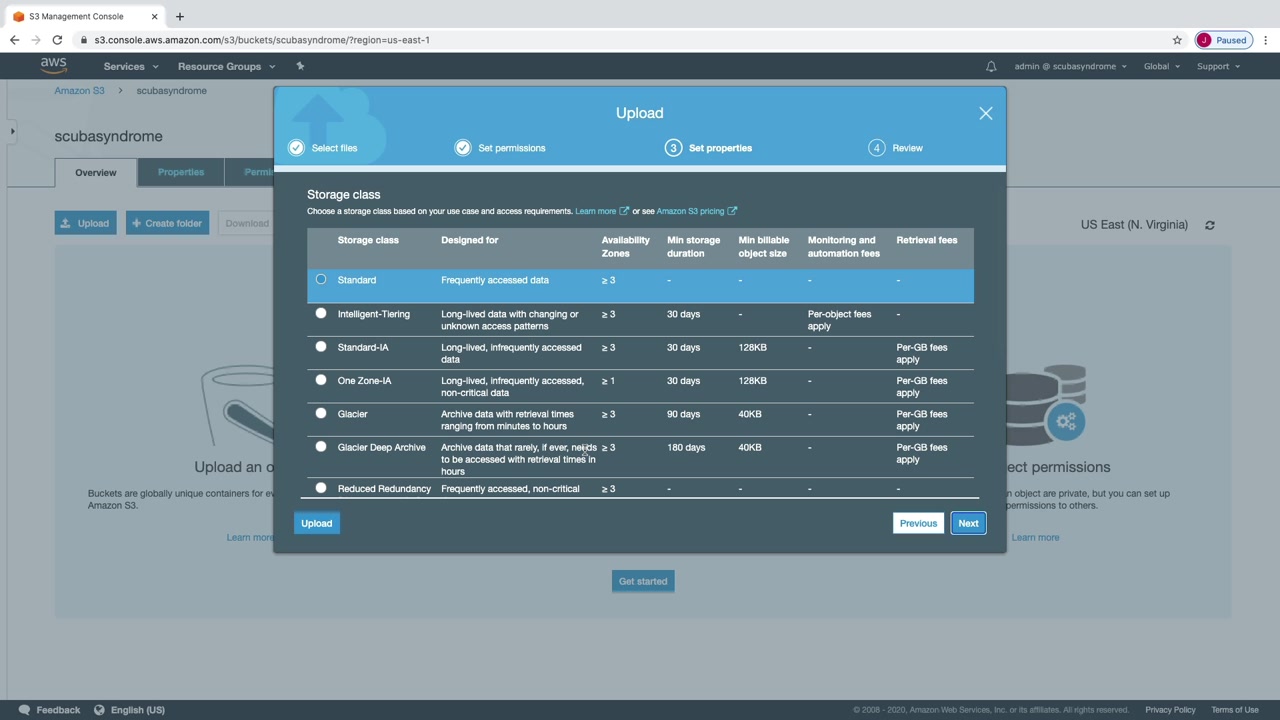 S3 Management Console
s3.console.aws.amazon.com/s3/buckets/scubasyndrome/?region=us-east-1
J Paused
aws Services Resource Groups admin @ scubasyndrome Global Support
Amazon S3 > scubasyndrome
scubasyndrome
Overview Properties Permi
Upload + Create folder Download
US East (N. Virginia)
Upload
Select files Set permissions 3 Set properties 4 Review
Storage class
Choose a storage class based on your use case and access requirements. Learn more or see Amazon S3 pricing
Storage class Designed for Availability Zones Min storage duration Min billable object size Monitoring and automation fees Retrieval fees
Standard Frequently accessed data ≥ 3 - - - -
Intelligent-Tiering Long-lived data with changing or unknown access patterns ≥ 3 30 days - Per-object fees apply -
Standard-IA Long-lived, infrequently accessed data ≥ 3 30 days 128KB - Per-GB fees apply
One Zone-IA Long-lived, infrequently accessed, non-critical data ≥ 1 30 days 128KB - Per-GB fees apply
Glacier Archive data with retrieval times ranging from minutes to hours ≥ 3 90 days 40KB - Per-GB fees apply
Glacier Deep Archive Archive data that rarely, if ever, needs to be accessed with retrieval times in hours ≥ 3 180 days 40KB - Per-GB fees apply
Reduced Redundancy Frequently accessed, non-critical ≥ 3 - - - -
Upload Previous Next
Upload an o
Buckets are globally unique containers for ev
Amazon S3.
Learn more
ect permissions
n object are private, but you can set up
permissions to others.
Learn more
Get started
Feedback English (US)
© 2008 - 2020, Amazon Web Services, Inc. or its affiliates. All rights reserved. Privacy Policy Terms of Use